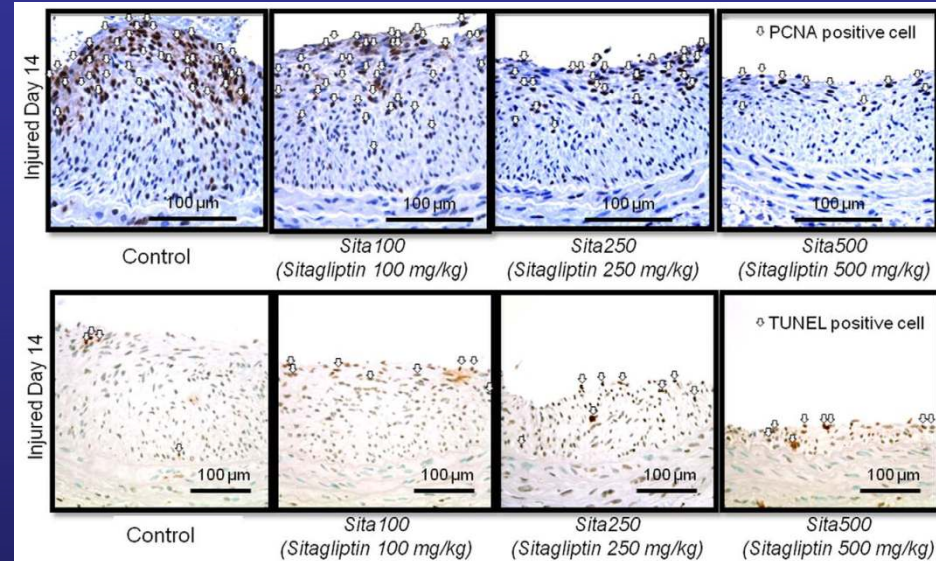 Injured Day 14
⇩ PCNA positive cell
100 μm
100 μm
100 μm
100 μm
Control
Sita100
(Sitagliptin 100 mg/kg)
Sita250
(Sitagliptin 250 mg/kg)
Sita500
(Sitagliptin 500 mg/kg)
Injured Day 14
⇩ TUNEL positive cell
100 μm
100 μm
100 μm
100 μm
Control
Sita100
(Sitagliptin 100 mg/kg)
Sita250
(Sitagliptin 250 mg/kg)
Sita500
(Sitagliptin 500 mg/kg)